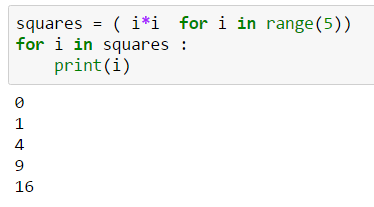 squares = ( i*i  for i in range(5))
for i in squares :
    print(i)
0
1
4
9
16